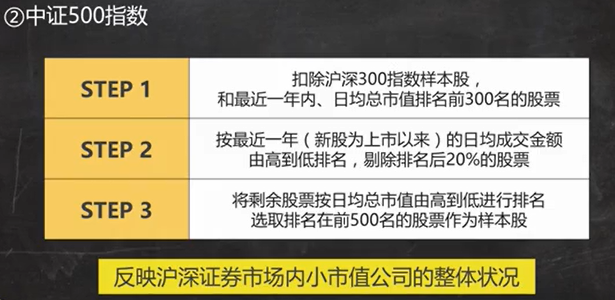 ②中证500指数
STEP 1
扣除沪深300指数样本股，
和最近一年内、日均总市值排名前300名的股票
STEP 2
按最近一年（新股为上市以来）的日均成交金额
由高到低排名，剔除排名后20%的股票
STEP 3
将剩余股票按日均总市值由高到低进行排名
选取排名在前500名的股票作为样本股
反映沪深证券市场内小市值公司的整体状况